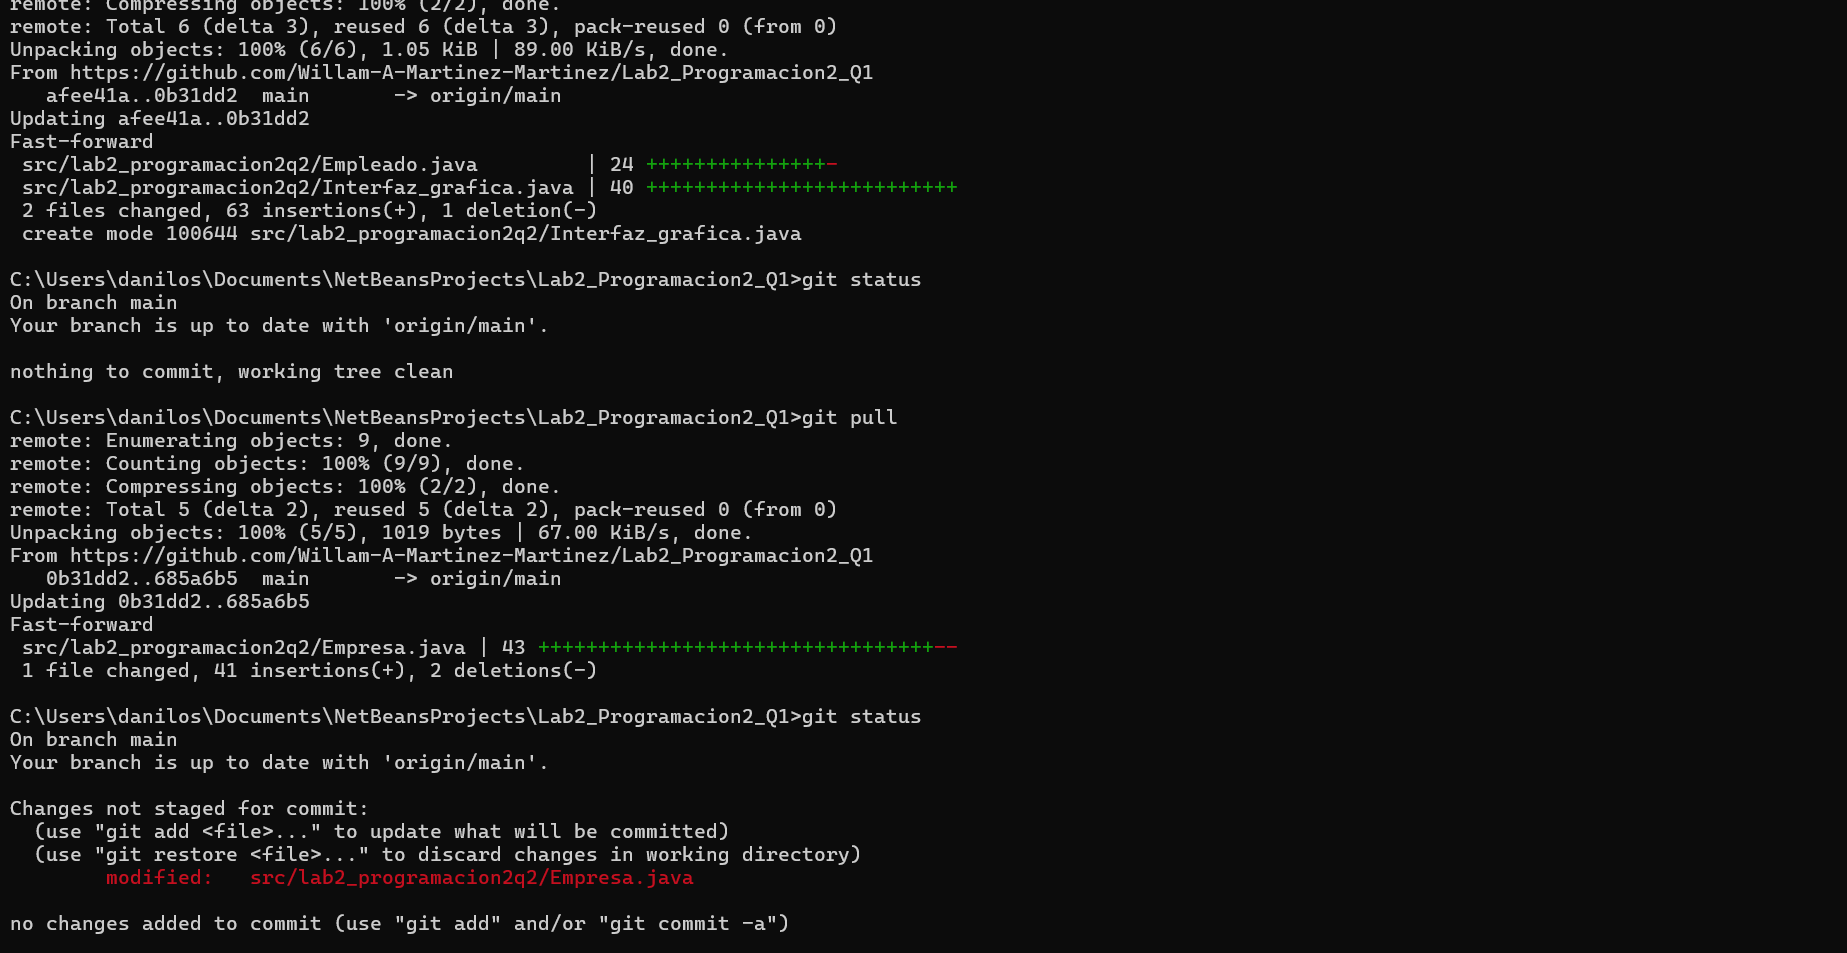 remote: Compressing objects: 100% (2/2), done.
remote: Total 6 (delta 3), reused 6 (delta 3), pack-reused 0 (from 0)
Unpacking objects: 100% (6/6), 1.05 KiB | 89.00 KiB/s, done.
From https://github.com/Willam-A-Martinez-Martinez/Lab2_Programacion2_Q1
   afee41a..0b31dd2  main       -> origin/main
Updating afee41a..0b31dd2
Fast-forward
 src/lab2_programacion2q2/Empleado.java         | 24 +++++++++++++++-
 src/lab2_programacion2q2/Interfaz_grafica.java | 40 ++++++++++++++++++++++++++
 2 files changed, 63 insertions(+), 1 deletion(-)
 create mode 100644 src/lab2_programacion2q2/Interfaz_grafica.java
C:\Users\danilos\Documents\NetBeansProjects\Lab2_Programacion2_Q1>git status
On branch main
Your branch is up to date with 'origin/main'.
nothing to commit, working tree clean
C:\Users\danilos\Documents\NetBeansProjects\Lab2_Programacion2_Q1>git pull
remote: Enumerating objects: 9, done.
remote: Counting objects: 100% (9/9), done.
remote: Compressing objects: 100% (2/2), done.
remote: Total 5 (delta 2), reused 5 (delta 2), pack-reused 0 (from 0)
Unpacking objects: 100% (5/5), 1019 bytes | 67.00 KiB/s, done.
From https://github.com/Willam-A-Martinez-Martinez/Lab2_Programacion2_Q1
   0b31dd2..685a6b5  main       -> origin/main
Updating 0b31dd2..685a6b5
Fast-forward
 src/lab2_programacion2q2/Empresa.java | 43 +++++++++++++++++++++++++++++++++--
 1 file changed, 41 insertions(+), 2 deletions(-)
C:\Users\danilos\Documents\NetBeansProjects\Lab2_Programacion2_Q1>git status
On branch main
Your branch is up to date with 'origin/main'.
Changes not staged for commit:
  (use "git add <file>..." to update what will be committed)
  (use "git restore <file>..." to discard changes in working directory)
        modified:   src/lab2_programacion2q2/Empresa.java
no changes added to commit (use "git add" and/or "git commit -a")